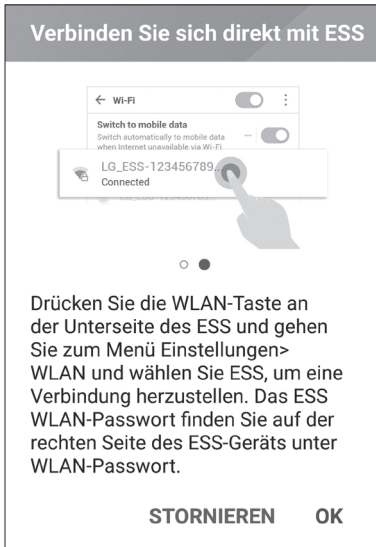 Verbinden Sie sich direkt mit ESS
← Wi-Fi
Switch to mobile data
Switch automatically to mobile data
when Internet unavailable via Wi-Fi
LG_ESS-123456789...
Connected
LG_ESS-123456789...
Drücken Sie die WLAN-Taste an
der Unterseite des ESS und gehen
Sie zum Menü Einstellungen>
WLAN und wählen Sie ESS, um eine
Verbindung herzustellen. Das ESS
WLAN-Passwort finden Sie auf der
rechten Seite des ESS-Geräts unter
WLAN-Passwort.
STORNIEREN OK